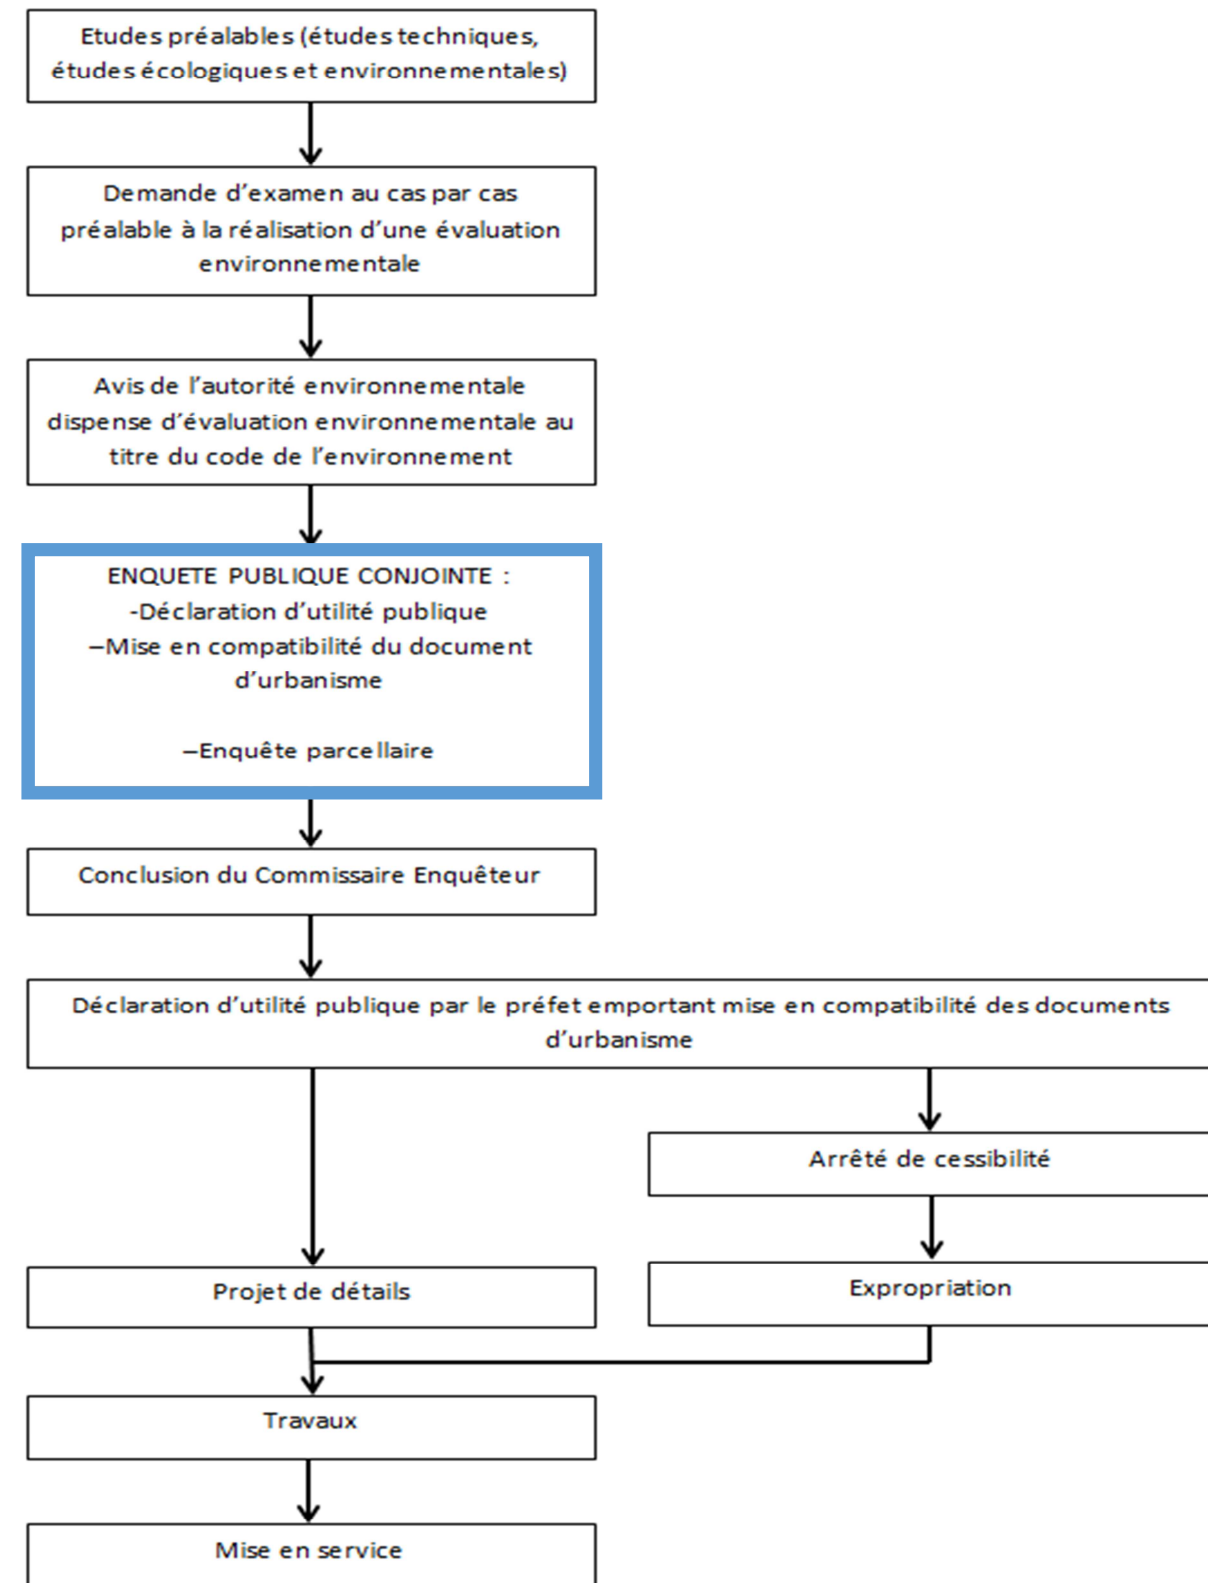 Etudes préalables (études techniques,
études écologiques et environnementales)
Demande d’examen au cas par cas
préalable à la réalisation d’une évaluation
environnementale
Avis de l’autorité environnementale
dispense d’évaluation environnementale au
titre du code de l’environnement
ENQUETE PUBLIQUE CONJOINTE :
-Déclaration d’utilité publique
–Mise en compatibilité du document
d’urbanisme
–Enquête parcellaire
Conclusion du Commissaire Enquêteur
Déclaration d’utilité publique par le préfet emportant mise en compatibilité des documents
d’urbanisme
Arrêté de cessibilité
Projet de détails
Expropriation
Travaux
Mise en service